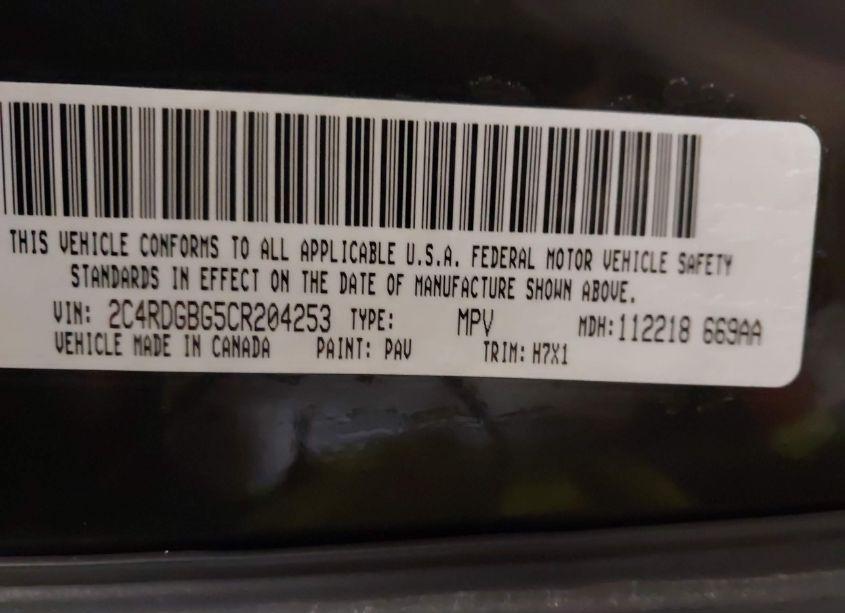 THIS VEHICLE CONFORMS TO ALL APPLICABLE U.S.A. FEDERAL MOTOR VEHICLE SAFETY
STANDARDS IN EFFECT ON THE DATE OF MANUFACTURE SHOWN ABOVE.
VIN: 2C4RDGBG5CR204253 TYPE: MPV MDH:112218 669AA
VEHICLE MADE IN CANADA PAINT: PAV TRIM: H7X1